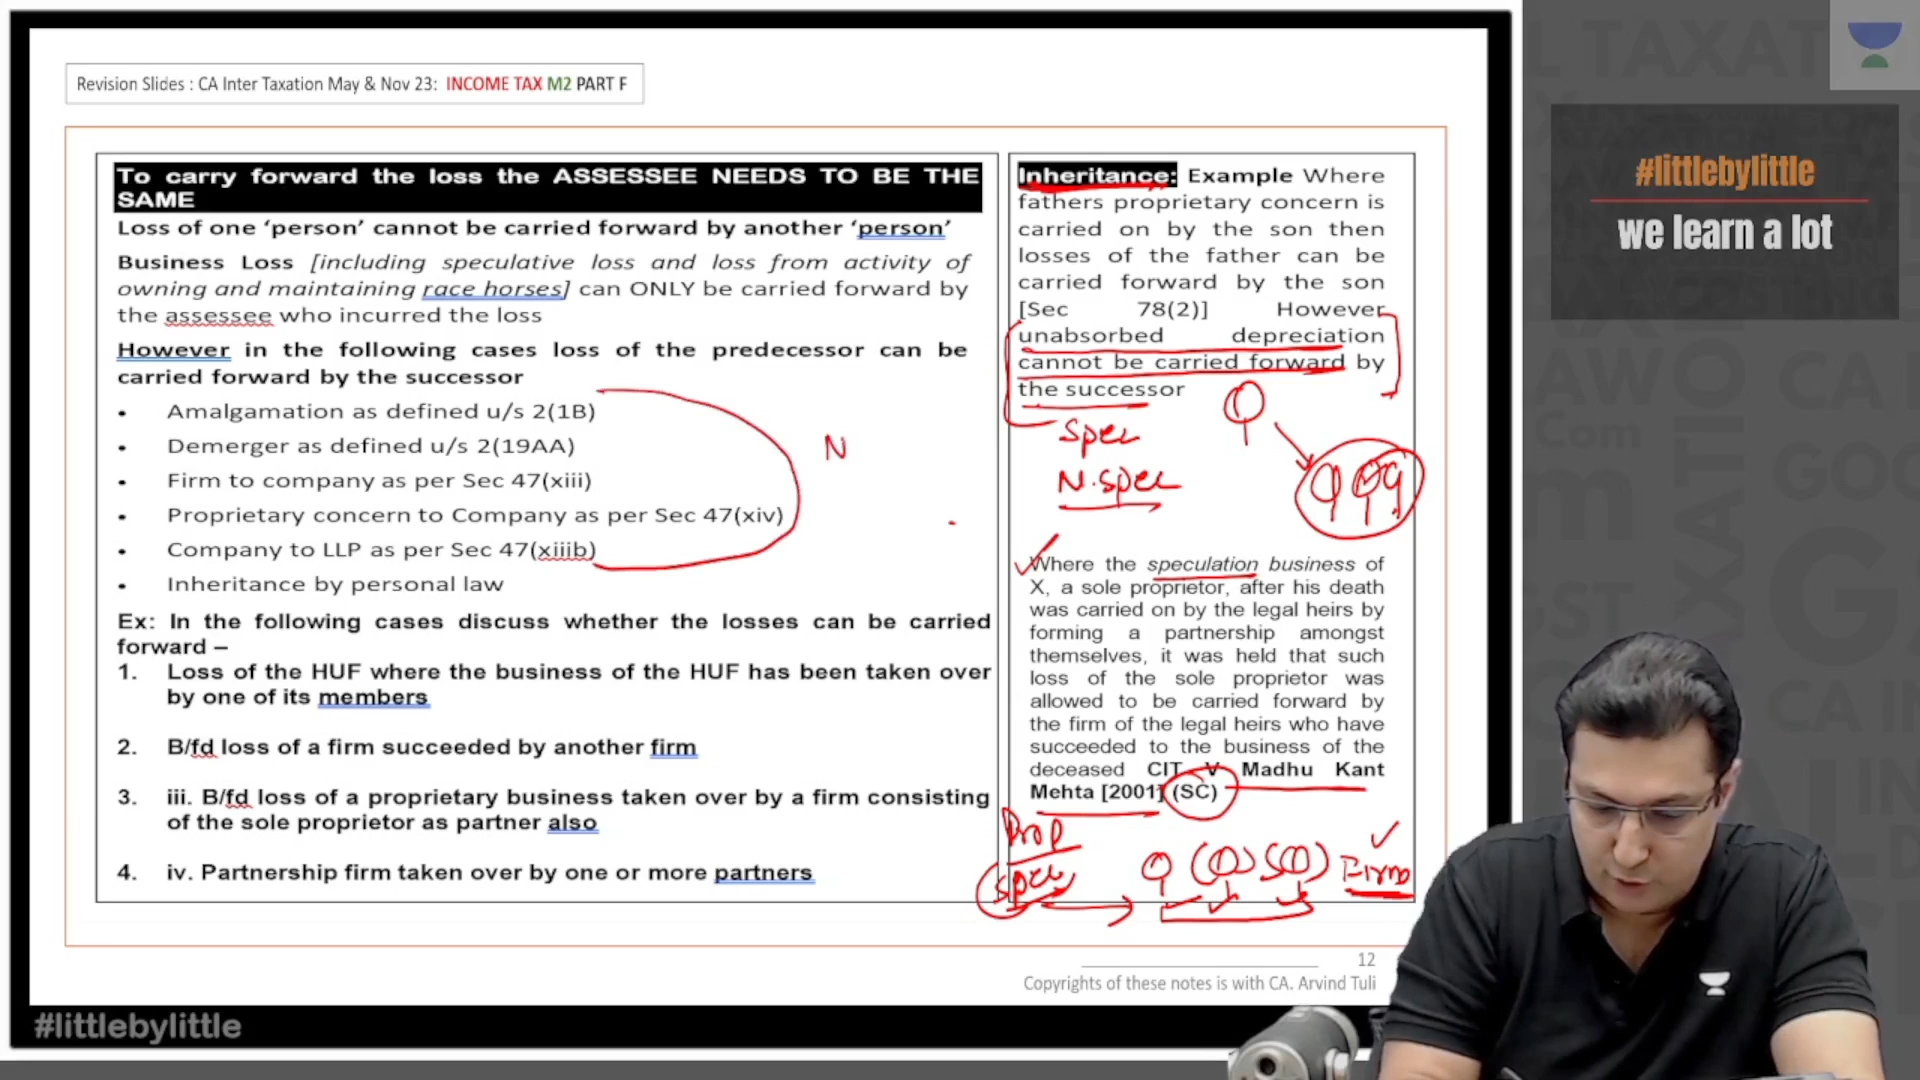 Revision Slides : CA Inter Taxation May & Nov 23: INCOME TAX M2 PART F
To carry forward the loss the ASSESSEE NEEDS TO BE THE
SAME
Loss of one ‘person’ cannot be carried forward by another ‘person’
Business Loss [including speculative loss and loss from activity of
owning and maintaining race horses] can ONLY be carried forward by
the assessee who incurred the loss
However in the following cases loss of the predecessor can be
carried forward by the successor
• Amalgamation as defined u/s 2(1B)
• Demerger as defined u/s 2(19AA)
• Firm to company as per Sec 47(xiii)
• Proprietary concern to Company as per Sec 47(xiv)
• Company to LLP as per Sec 47(xiiib)
• Inheritance by personal law
N
Ex: In the following cases discuss whether the losses can be carried
forward –
1. Loss of the HUF where the business of the HUF has been taken over
by one of its members
2. B/fd loss of a firm succeeded by another firm
3. iii. B/fd loss of a proprietary business taken over by a firm consisting
of the sole proprietor as partner also
4. iv. Partnership firm taken over by one or more partners
Inheritance: Example Where
fathers proprietary concern is
carried on by the son then
losses of the father can be
carried forward by the son
[Sec 78(2)] However
unabsorbed depreciation
cannot be carried forward by
the successor
Spec
N.Spec
Where the speculation business of
X, a sole proprietor, after his death
was carried on by the legal heirs by
forming a partnership amongst
themselves, it was held that such
loss of the sole proprietor was
allowed to be carried forward by
the firm of the legal heirs who have
succeeded to the business of the
deceased CIT V Madhu Kant
Mehta [2001] (SC)
Prop
Spec
Firm
12
Copyrights of these notes is with CA. Arvind Tuli
#littlebylittle
#littlebylittle
we learn a lot